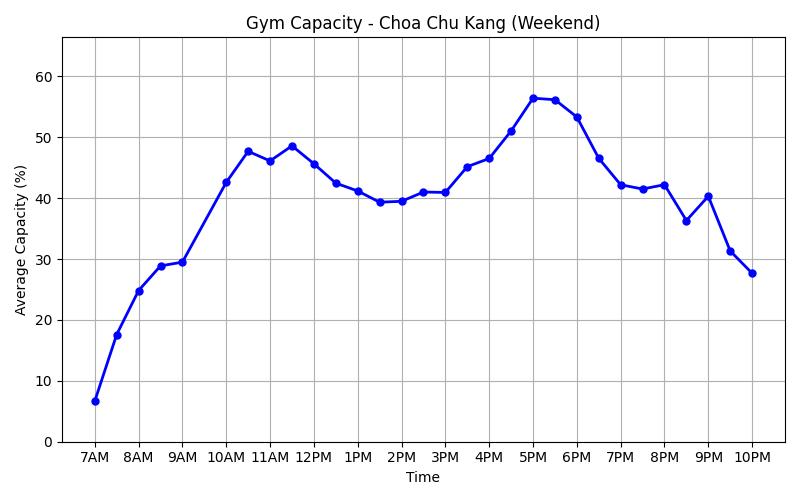 Gym Capacity - Choa Chu Kang (Weekend)
Average Capacity (%)
60
50
40
30
20
10
0
7AM 8AM 9AM 10AM 11AM 12PM 1PM 2PM 3PM 4PM 5PM 6PM 7PM 8PM 9PM 10PM
Time